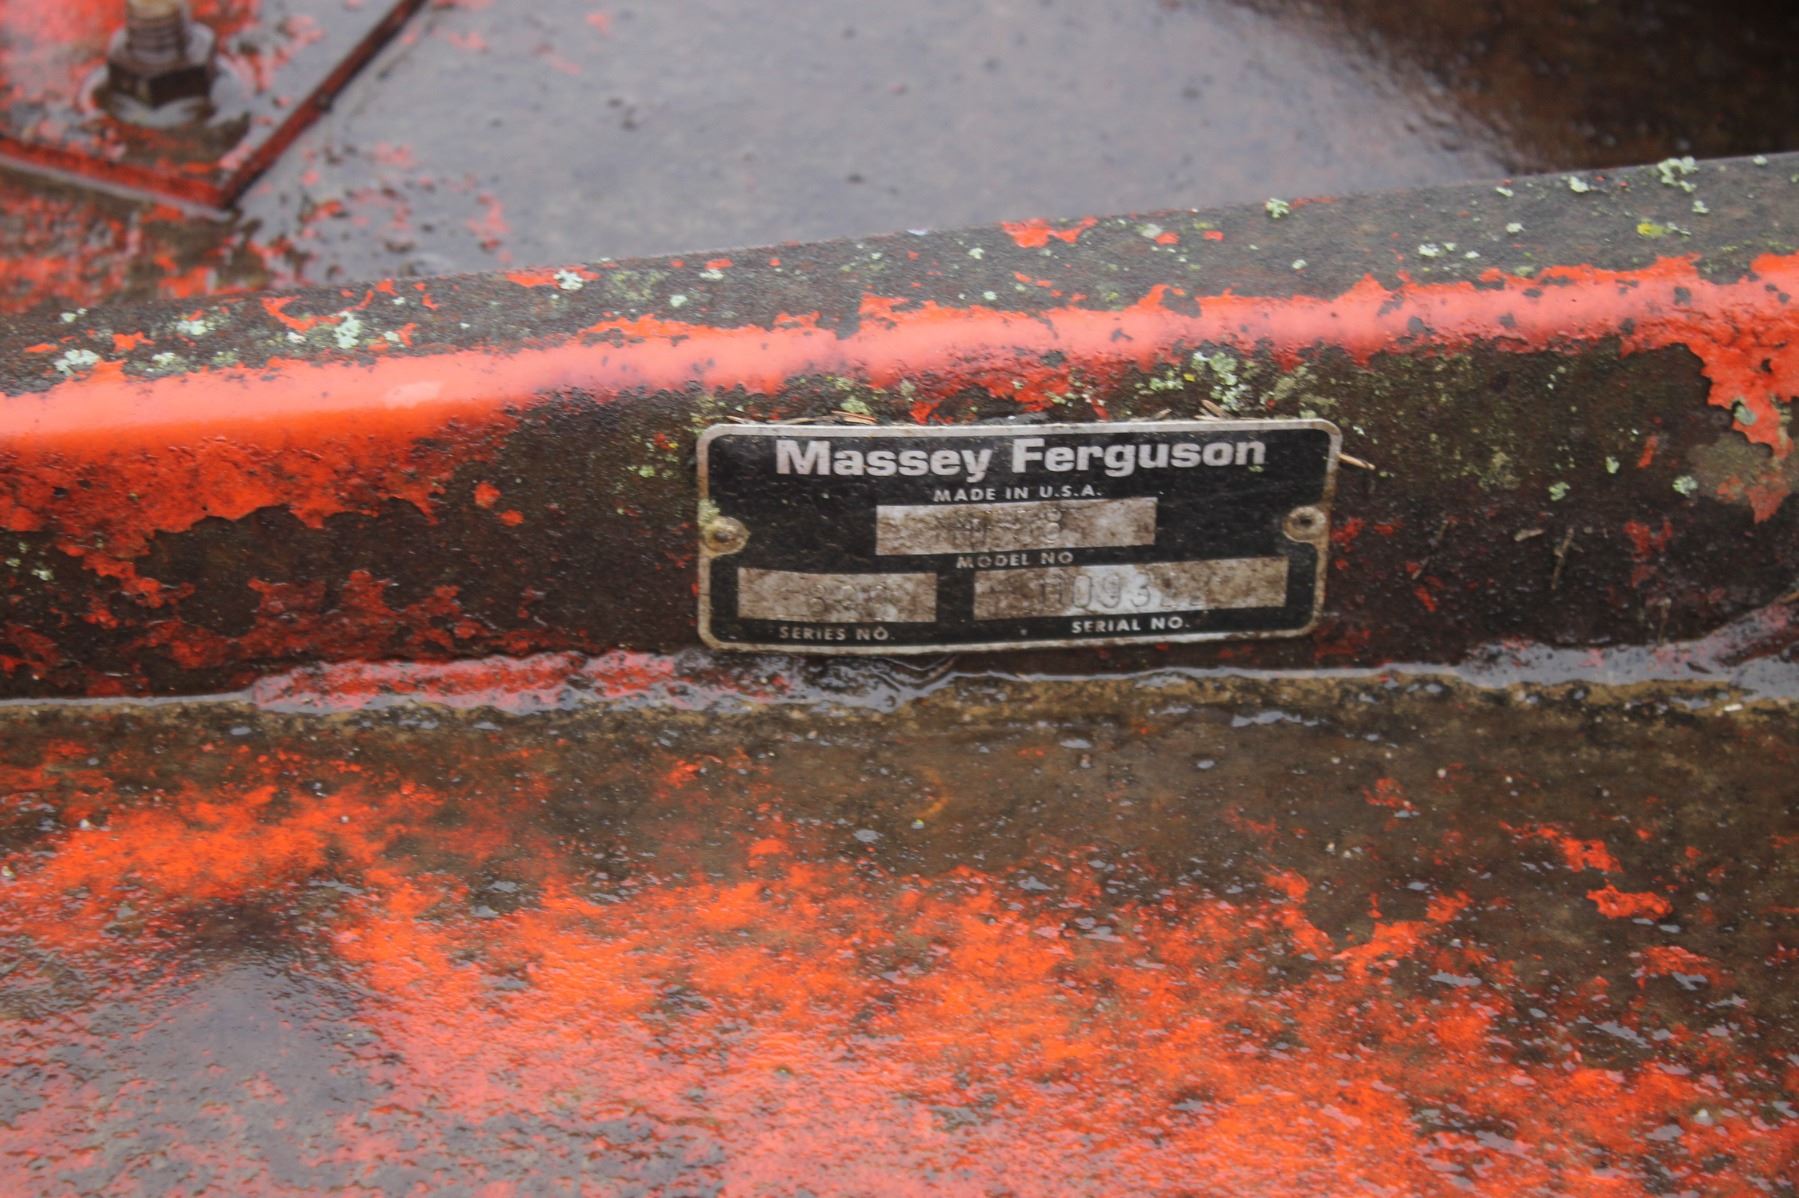 Massey Ferguson
MADE IN U.S.A.
MODEL NO
SERIES NO.
SERIAL NO.